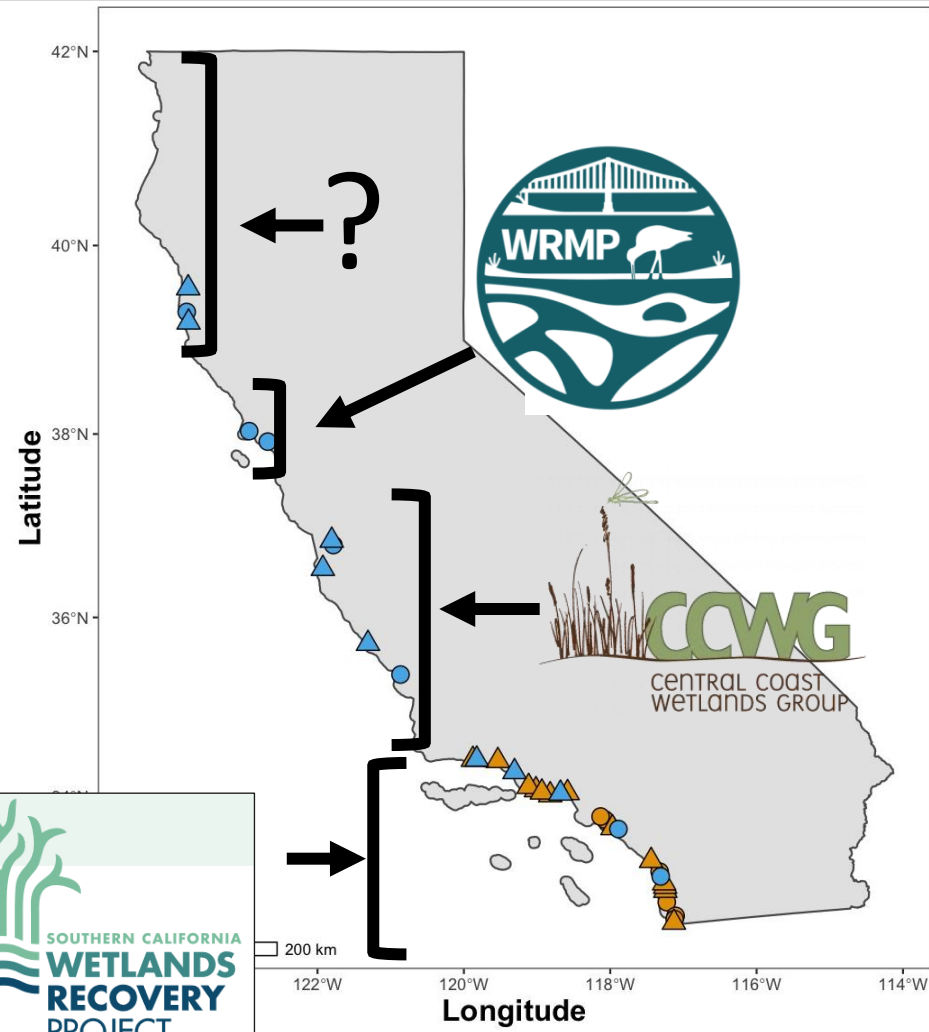 42°N
?
WRMP
40°N
38°N
Latitude
36°N
CCWG
CENTRAL COAST
WETLANDS GROUP
SOUTHERN CALIFORNIA
WETLANDS
RECOVERY
PROJECT
200 km
122°W
120°W
118°W
116°W
114°W
Longitude